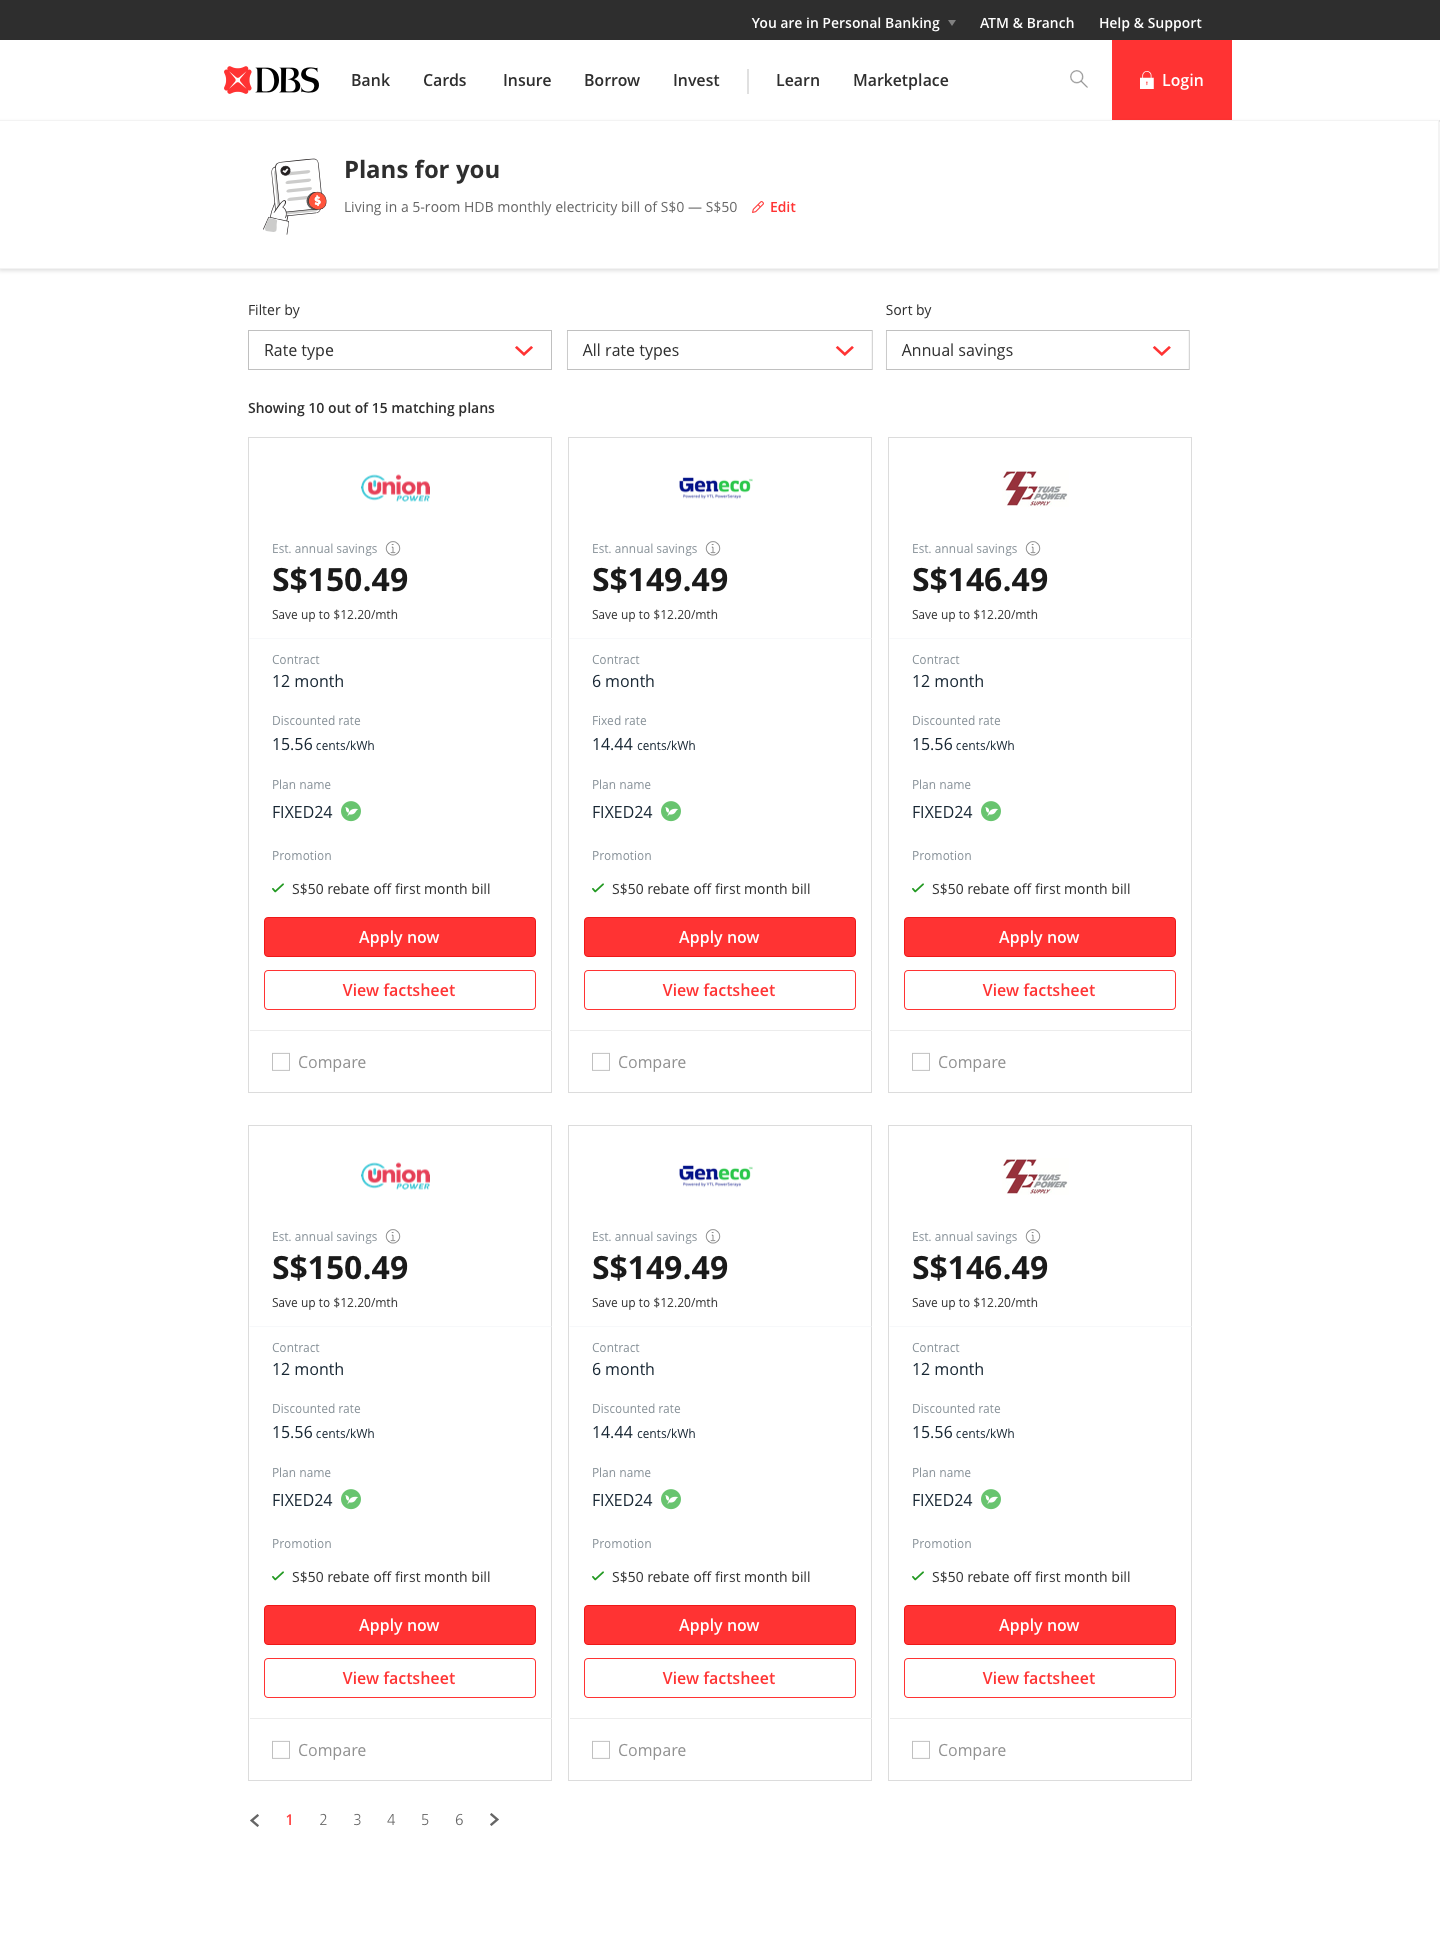 You are in Personal Banking ATM & Branch Help & Support
DBS Bank Cards Insure Borrow Invest Learn Marketplace Login
Plans for you
Living in a 5-room HDB monthly electricity bill of S$0 — S$50 Edit
$
Filter by Sort by
Rate type All rate types Annual savings
Showing 10 out of 15 matching plans
union POWER
Geneco
Powered by YTL PowerSeraya
TUAS POWER SUPPLY
Est. annual savings Est. annual savings Est. annual savings
S$150.49 S$149.49 S$146.49
Save up to $12.20/mth Save up to $12.20/mth Save up to $12.20/mth
Contract Contract Contract
12 month 6 month 12 month
Discounted rate Fixed rate Discounted rate
15.56 cents/kWh 14.44 cents/kWh 15.56 cents/kWh
Plan name Plan name Plan name
FIXED24 FIXED24 FIXED24
Promotion Promotion Promotion
S$50 rebate off first month bill S$50 rebate off first month bill S$50 rebate off first month bill
Apply now Apply now Apply now
View factsheet View factsheet View factsheet
Compare Compare Compare
union POWER
Geneco
Powered by YTL PowerSeraya
TUAS POWER SUPPLY
Est. annual savings Est. annual savings Est. annual savings
S$150.49 S$149.49 S$146.49
Save up to $12.20/mth Save up to $12.20/mth Save up to $12.20/mth
Contract Contract Contract
12 month 6 month 12 month
Discounted rate Discounted rate Discounted rate
15.56 cents/kWh 14.44 cents/kWh 15.56 cents/kWh
Plan name Plan name Plan name
FIXED24 FIXED24 FIXED24
Promotion Promotion Promotion
S$50 rebate off first month bill S$50 rebate off first month bill S$50 rebate off first month bill
Apply now Apply now Apply now
View factsheet View factsheet View factsheet
Compare Compare Compare
1 2 3 4 5 6